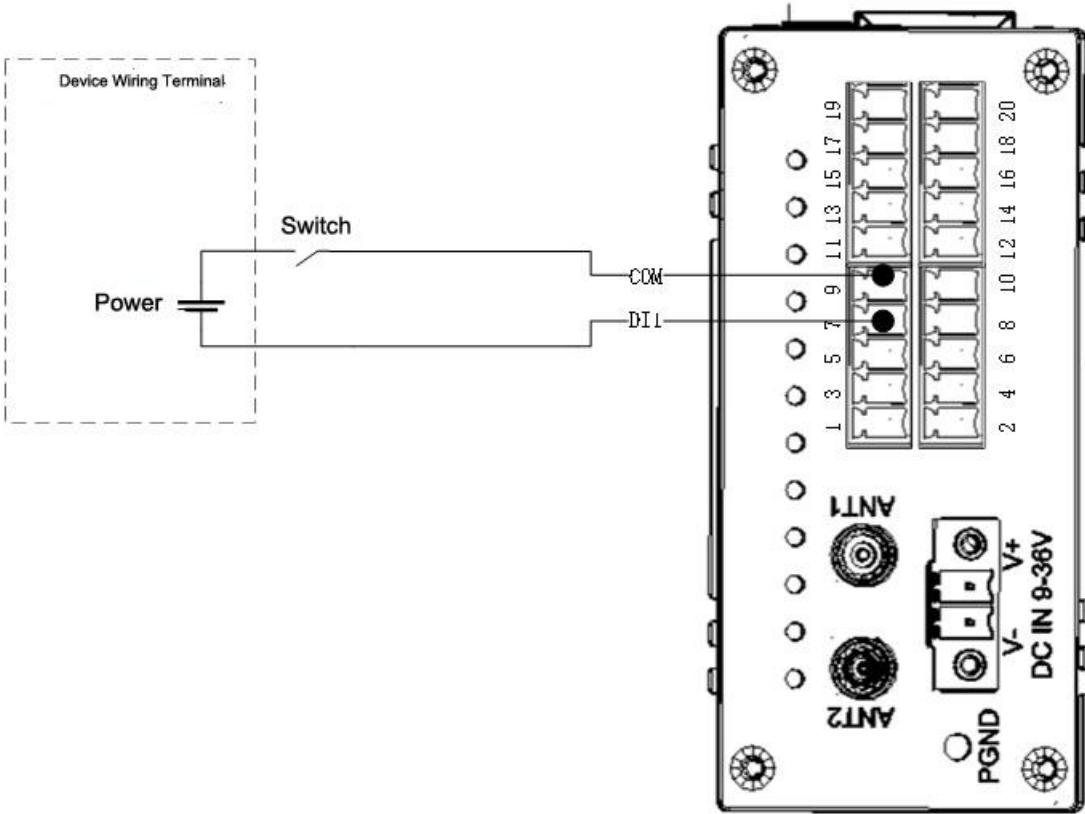 Device Wiring Terminal
Switch
Power
COM
DI1
19
17
15
13
11
9
7
5
3
1
20
18
16
14
12
10
8
6
4
2
ANT1
ANT2
V+
V-
DC IN 9-36V
PGND